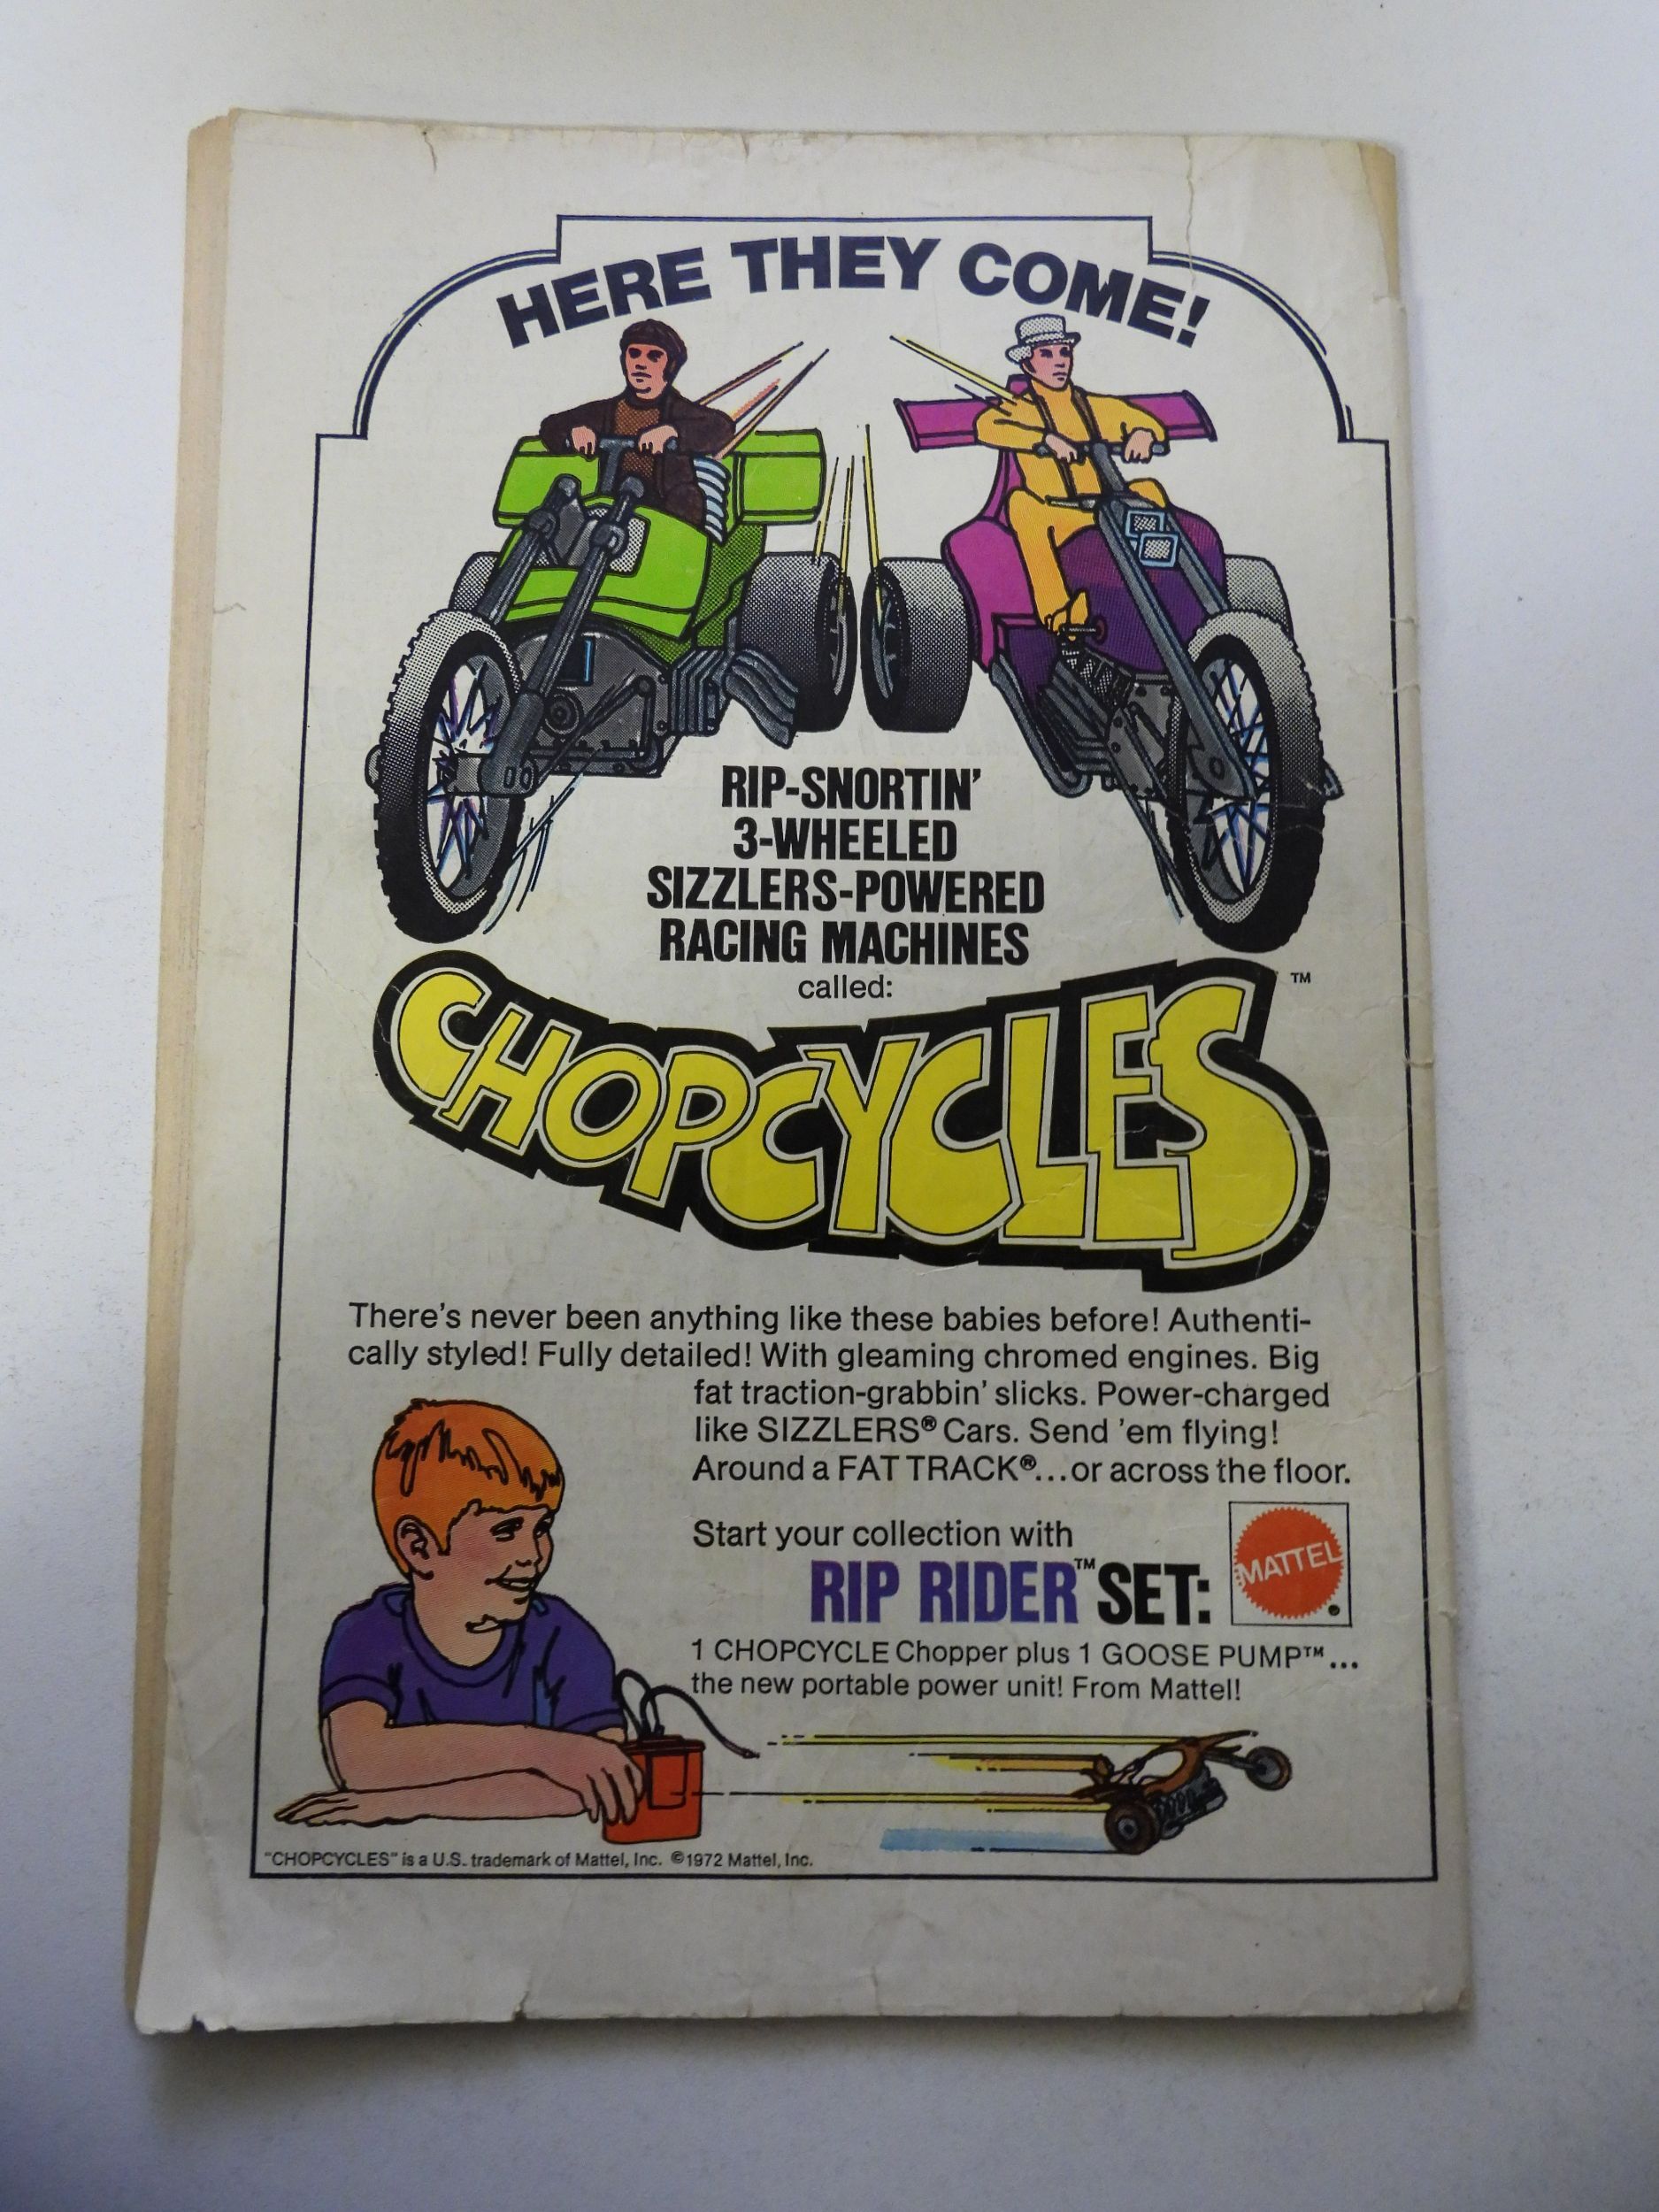 HERE THEY COME!
RIP-SNORTIN'
3-WHEELED
SIZZLERS-POWERED
RACING MACHINES
called:
CHOPCYCLES™
There's never been anything like these babies before! Authenti-
cally styled! Fully detailed! With gleaming chromed engines. Big
fat traction-grabbin' slicks. Power-charged
like SIZZLERS® Cars. Send 'em flying!
Around a FAT TRACK®...or across the floor.
Start your collection with
RIP RIDER™ SET:
MATTEL
1 CHOPCYCLE Chopper plus 1 GOOSE PUMP™...
the new portable power unit! From Mattel!
"CHOPCYCLES" is a U.S. trademark of Mattel, Inc. ©1972 Mattel, Inc.